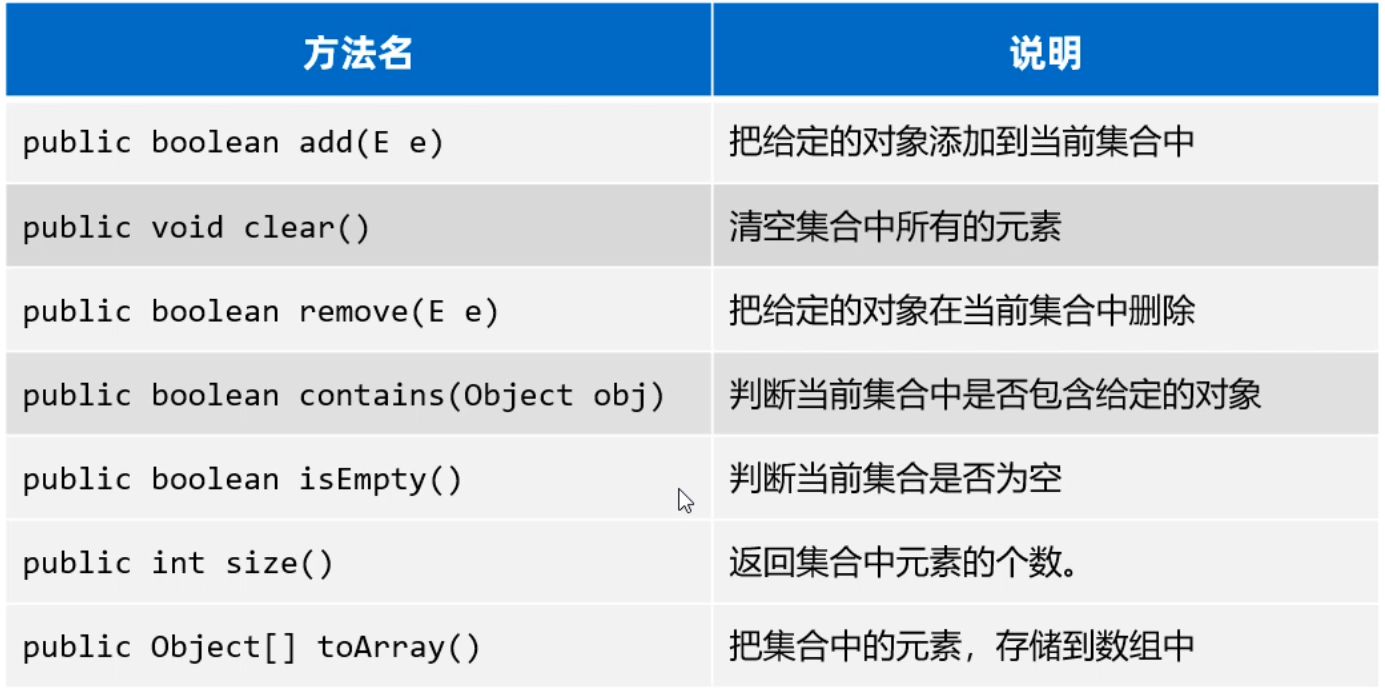 方法名
说明
public boolean add(E e)
把给定的对象添加到当前集合中
public void clear()
清空集合中所有的元素
public boolean remove(E e)
把给定的对象在当前集合中删除
public boolean contains(Object obj)
判断当前集合中是否包含给定的对象
public boolean isEmpty()
判断当前集合是否为空
public int size()
返回集合中元素的个数。
public Object[] toArray()
把集合中的元素，存储到数组中